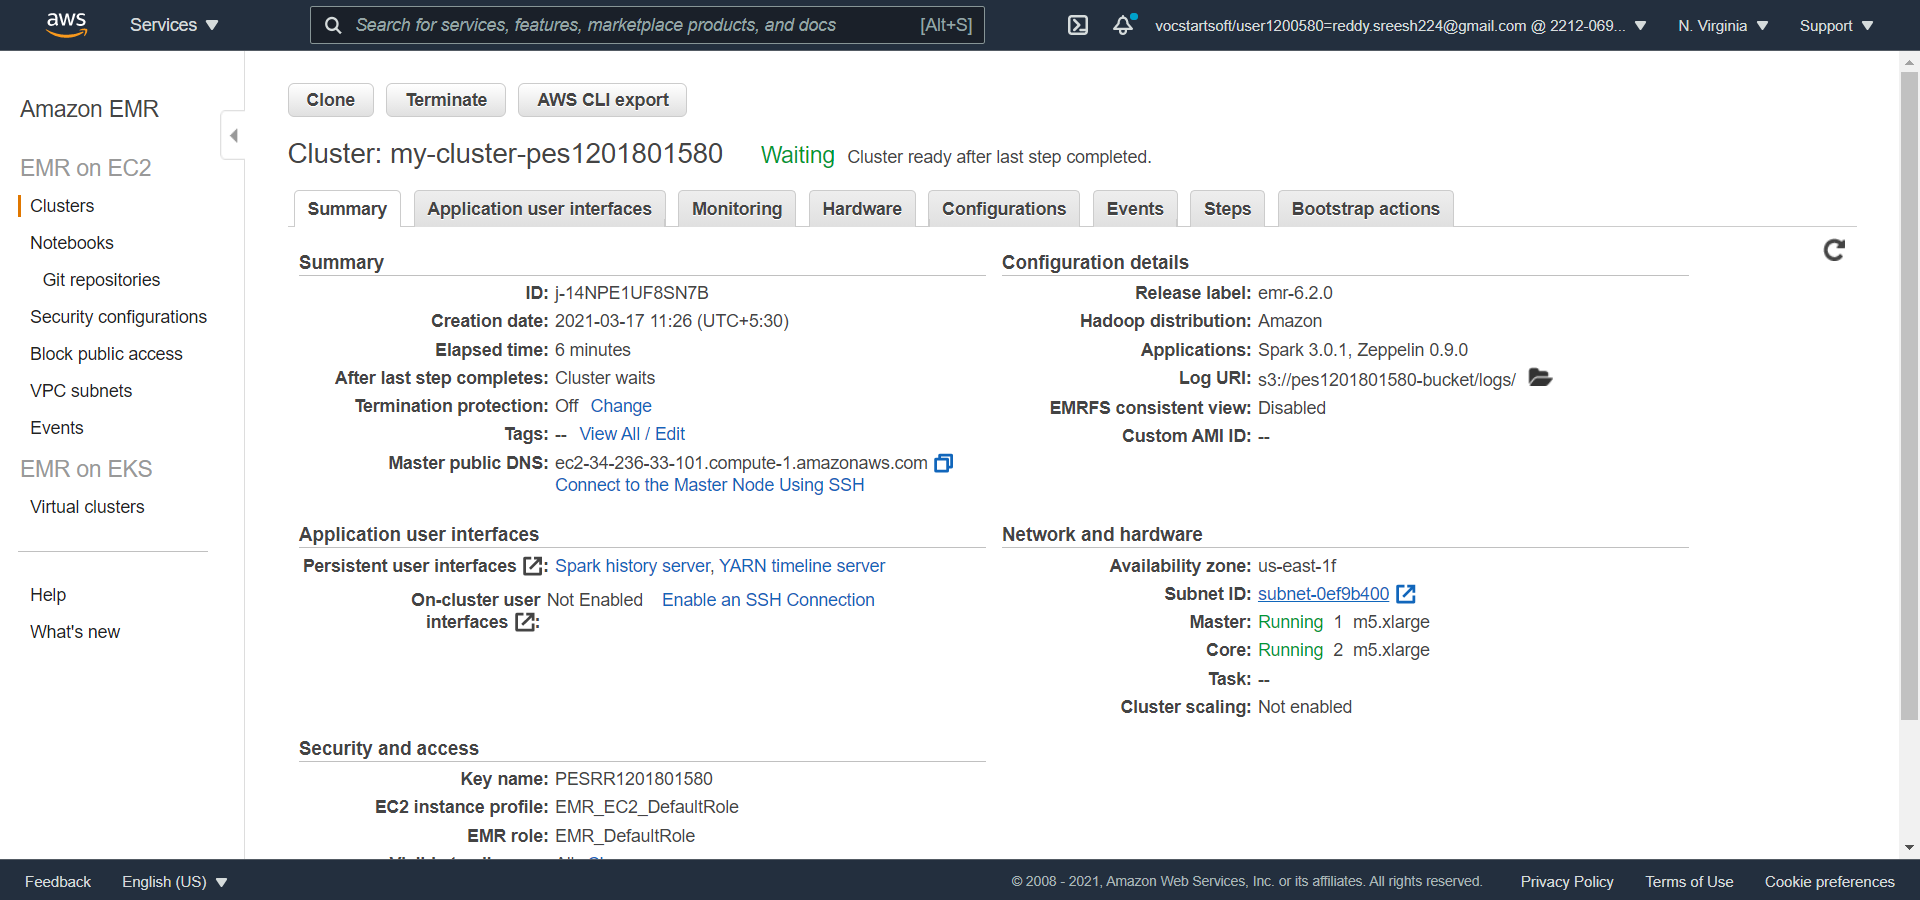 aws Services Search for services, features, marketplace products, and docs [Alt+S] vocstartsoft/user1200580=reddy.sreesh224@gmail.com @ 2212-069... N. Virginia Support
Amazon EMR
EMR on EC2
Clusters
Notebooks
Git repositories
Security configurations
Block public access
VPC subnets
Events
EMR on EKS
Virtual clusters
Help
What's new
Clone Terminate AWS CLI export
Cluster: my-cluster-pes1201801580 Waiting Cluster ready after last step completed.
Summary Application user interfaces Monitoring Hardware Configurations Events Steps Bootstrap actions
Summary
ID: j-14NPE1UF8SN7B
Creation date: 2021-03-17 11:26 (UTC+5:30)
Elapsed time: 6 minutes
After last step completes: Cluster waits
Termination protection: Off Change
Tags: -- View All / Edit
Master public DNS: ec2-34-236-33-101.compute-1.amazonaws.com
Connect to the Master Node Using SSH
Configuration details
Release label: emr-6.2.0
Hadoop distribution: Amazon
Applications: Spark 3.0.1, Zeppelin 0.9.0
Log URI: s3://pes1201801580-bucket/logs/
EMRFS consistent view: Disabled
Custom AMI ID: --
Application user interfaces
Persistent user interfaces : Spark history server, YARN timeline server
On-cluster user Not Enabled Enable an SSH Connection
interfaces :
Network and hardware
Availability zone: us-east-1f
Subnet ID: subnet-0ef9b400
Master: Running 1 m5.xlarge
Core: Running 2 m5.xlarge
Task: --
Cluster scaling: Not enabled
Security and access
Key name: PESRR1201801580
EC2 instance profile: EMR_EC2_DefaultRole
EMR role: EMR_DefaultRole
Feedback English (US) © 2008 - 2021, Amazon Web Services, Inc. or its affiliates. All rights reserved. Privacy Policy Terms of Use Cookie preferences